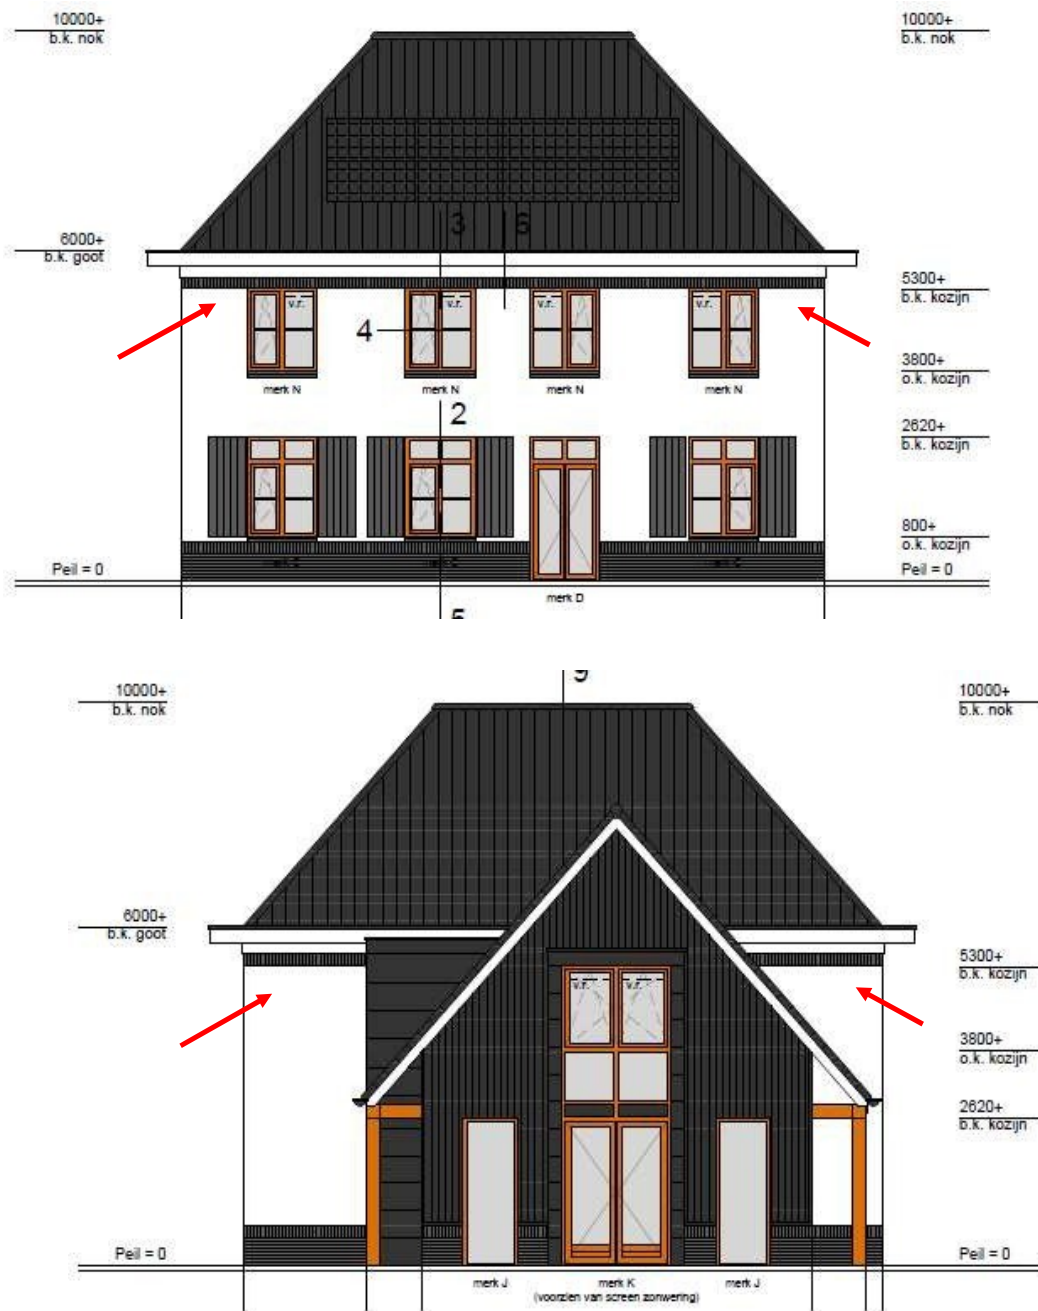 10000+
b.k. nok
10000+
b.k. nok
3 6
6000+
b.k. goot
5300+
b.k. kozijn
v.r. v.r. v.r. v.r.
4
3800+
o.k. kozijn
merk N merk N merk N merk N
2
2620+
b.k. kozijn
800+
o.k. kozijn
Peil = 0
Peil = 0
merk D
5
9
10000+
b.k. nok
10000+
b.k. nok
6000+
b.k. goot
5300+
b.k. kozijn
v.r. v.r.
3800+
o.k. kozijn
2620+
b.k. kozijn
Peil = 0
Peil = 0
merk J merk K merk J
(voorzien van screen zonwering)